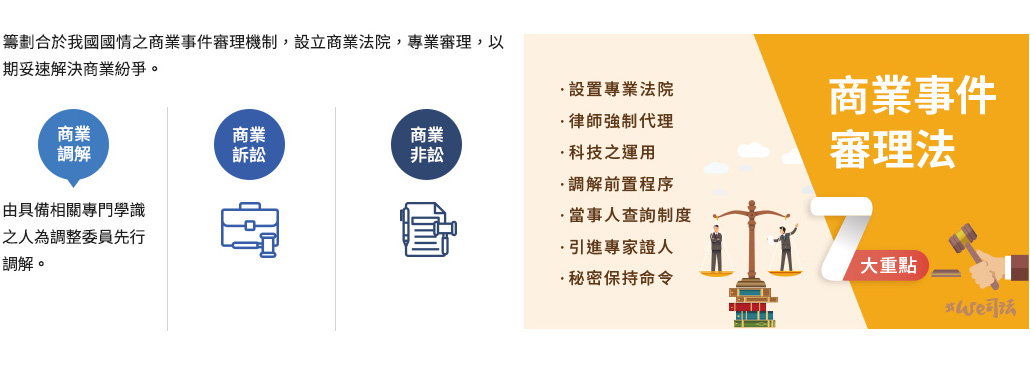 籌劃合於我國國情之商業事件審理機制，設立商業法院，專業審理，以
期妥速解決商業紛爭。
商業
調解
由具備相關專門學識
之人為調整委員先行
調解。
商業
訴訟
商業
非訟
·設置專業法院
·律師強制代理
·科技之運用
·調解前置程序
·當事人查詢制度
·引進專家證人
·秘密保持命令
商業事件
審理法
7
大重點
we司法